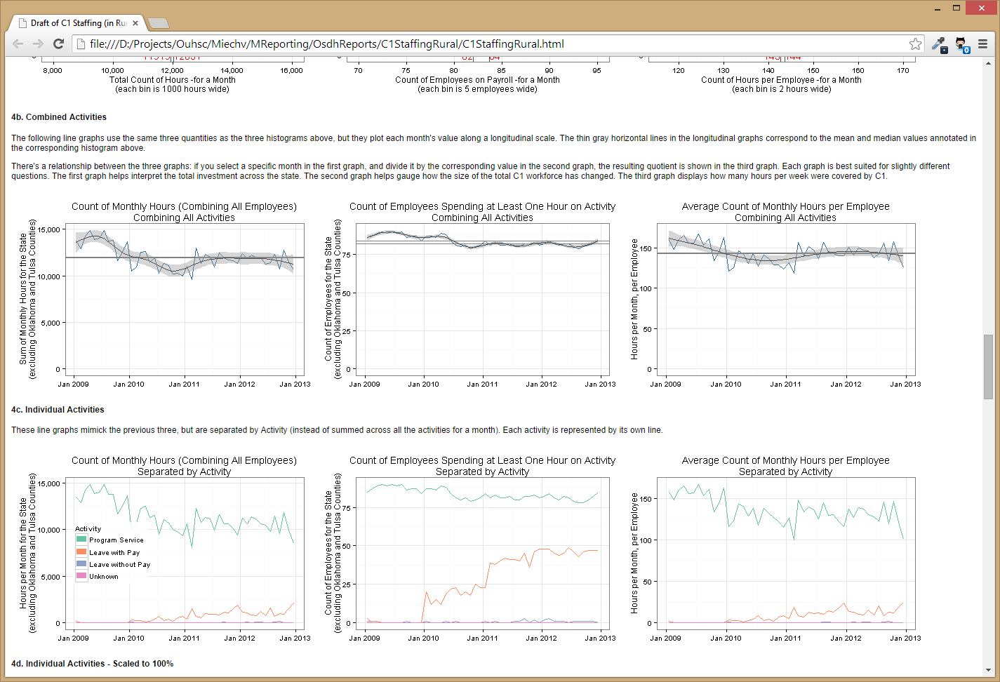 Draft of C1 Staffing (in Ru
file:///D:/Projects/Ouhsc/Miechv/MReporting/OsdhReports/C1StaffingRural/C1StaffingRural.html
8,000 10,000 12,000 14,000 16,000
Total Count of Hours -for a Month
(each bin is 1000 hours wide)
70 75 80 85 90 95
Count of Employees on Payroll -for a Month
(each bin is 5 employees wide)
120 130 140 150 160 170
Count of Hours per Employee -for a Month
(each bin is 2 hours wide)
4b. Combined Activities
The following line graphs use the same three quantities as the three histograms above, but they plot each month's value along a longitudinal scale. The thin gray horizontal lines in the longitudinal graphs correspond to the mean and median values annotated in
the corresponding histogram above.
There's a relationship between the three graphs: if you select a specific month in the first graph, and divide it by the corresponding value in the second graph, the resulting quotient is shown in the third graph. Each graph is best suited for slightly different
questions. The first graph helps interpret the total investment across the state. The second graph helps gauge how the size of the total C1 workforce has changed. The third graph displays how many hours per week were covered by C1.
Count of Monthly Hours (Combining All Employees)
Combining All Activities
Sum of Monthly Hours for the State
(excluding Oklahoma and Tulsa Counties)
15,000
10,000
5,000
0
Jan 2009 Jan 2010 Jan 2011 Jan 2012 Jan 2013
Count of Employees Spending at Least One Hour on Activity
Combining All Activities
Count of Employees for the State
(excluding Oklahoma and Tulsa Counties)
75
50
25
0
Jan 2009 Jan 2010 Jan 2011 Jan 2012 Jan 2013
Average Count of Monthly Hours per Employee
Combining All Activities
Hours per Month, per Employee
150
100
50
0
Jan 2009 Jan 2010 Jan 2011 Jan 2012 Jan 2013
4c. Individual Activities
These line graphs mimick the previous three, but are separated by Activity (instead of summed across all the activities for a month). Each activity is represented by its own line.
Count of Monthly Hours (Combining All Employees)
Separated by Activity
Hours per Month for the State
(excluding Oklahoma and Tulsa Counties)
15,000
10,000
5,000
0
Activity
Program Service
Leave with Pay
Leave without Pay
Unknown
Jan 2009 Jan 2010 Jan 2011 Jan 2012 Jan 2013
Count of Employees Spending at Least One Hour on Activity
Separated by Activity
Count of Employees for the State
(excluding Oklahoma and Tulsa Counties)
75
50
25
0
Jan 2009 Jan 2010 Jan 2011 Jan 2012 Jan 2013
Average Count of Monthly Hours per Employee
Separated by Activity
Hours per Month, per Employee
150
100
50
0
Jan 2009 Jan 2010 Jan 2011 Jan 2012 Jan 2013
4d. Individual Activities - Scaled to 100%